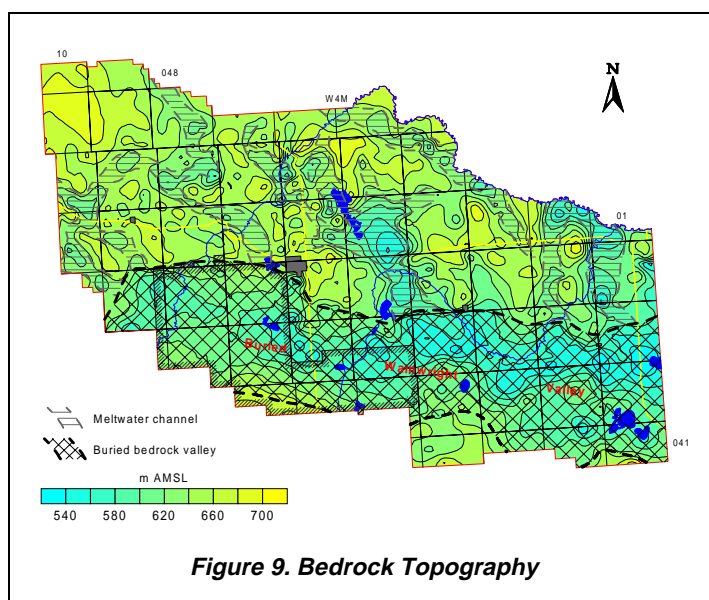 10
048
W4M
N
01
Buried
Wainwright
Valley
041
Meltwater channel
Buried bedrock valley
m AMSL
540 580 620 660 700
Figure 9. Bedrock Topography